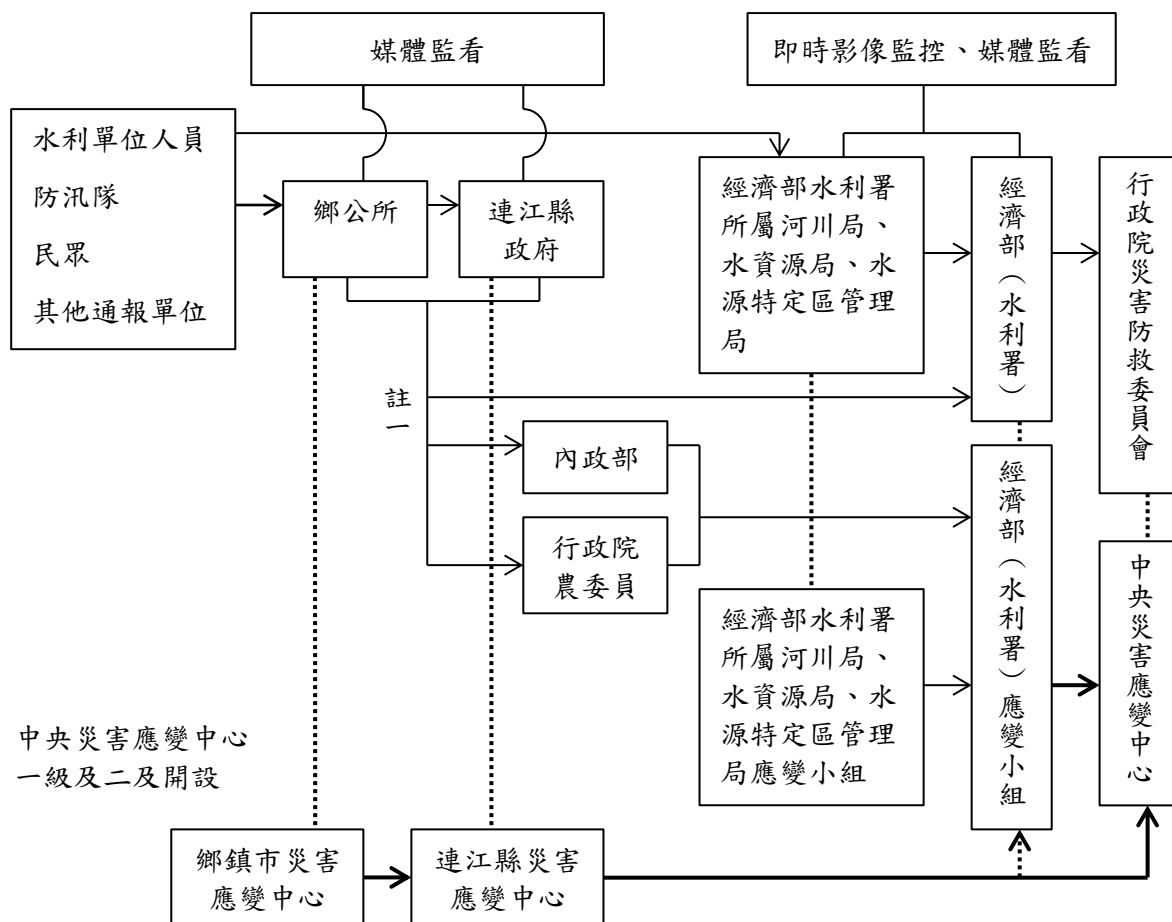 媒體監看
即時影像監控、媒體監看
水利單位人員
防汛隊
民眾
其他通報單位
鄉公所
連江縣
政府
經濟部水利署
所屬河川局、
水資源局、水
源特定區管理
局
經濟部（水利署）
行政院災害防救委員會
註一
內政部
行政院
農委員
經濟部水利署
所屬河川局、
水資源局、水
源特定區管理
局應變小組
經濟部（水利署）應變小組
中央災害應變中心
中央災害應變中心
一級及二及開設
鄉鎮市災害
應變中心
連江縣災害
應變中心